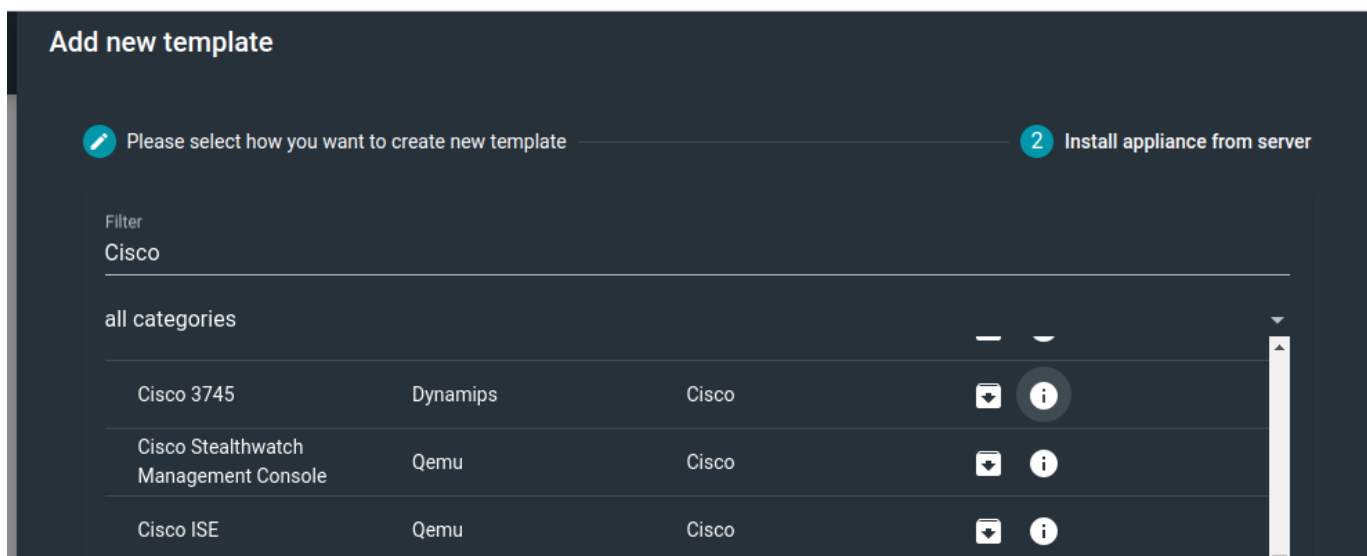 Add new template
Please select how you want to create new template
2 Install appliance from server
Filter
Cisco
all categories
Cisco 3745 Dynamips Cisco
Cisco Stealthwatch
Management Console Qemu Cisco
Cisco ISE Qemu Cisco